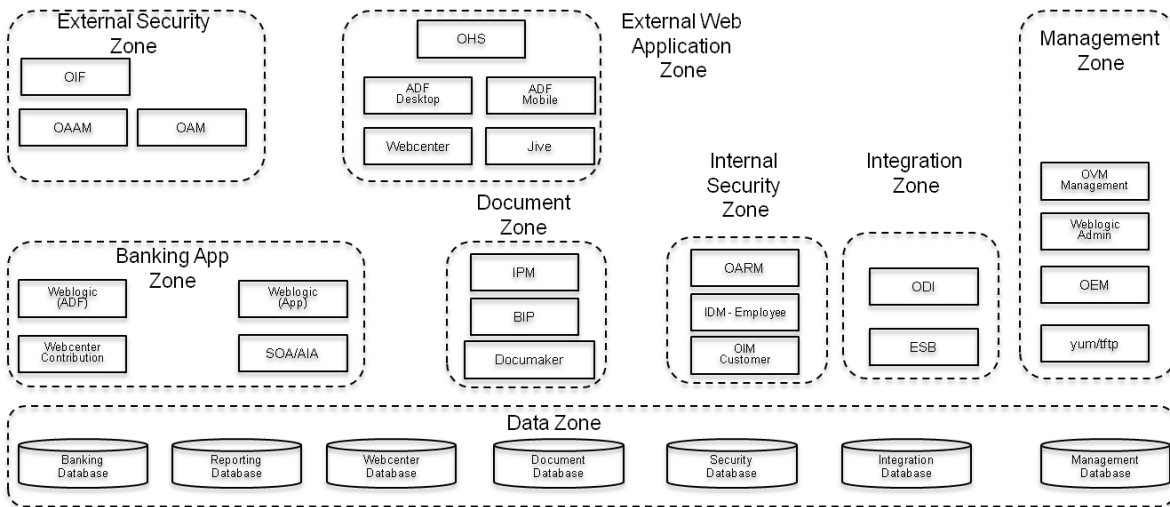 External Security
Zone
OIF
OAAM
OAM
OHS
ADF
Desktop
ADF
Mobile
Webcenter
Jive
External Web
Application
Zone
Management
Zone
OVM
Management
Weblogic
Admin
OEM
yum/tftp
Banking App
Zone
Weblogic
(ADF)
Weblogic
(App)
Webcenter
Contribution
SOA/AIA
Document
Zone
IPM
BIP
Documaker
Internal
Security
Zone
OARM
IDM - Employee
OIM
Customer
Integration
Zone
ODI
ESB
Data Zone
Banking
Database
Reporting
Database
Webcenter
Database
Document
Database
Security
Database
Integration
Database
Management
Database